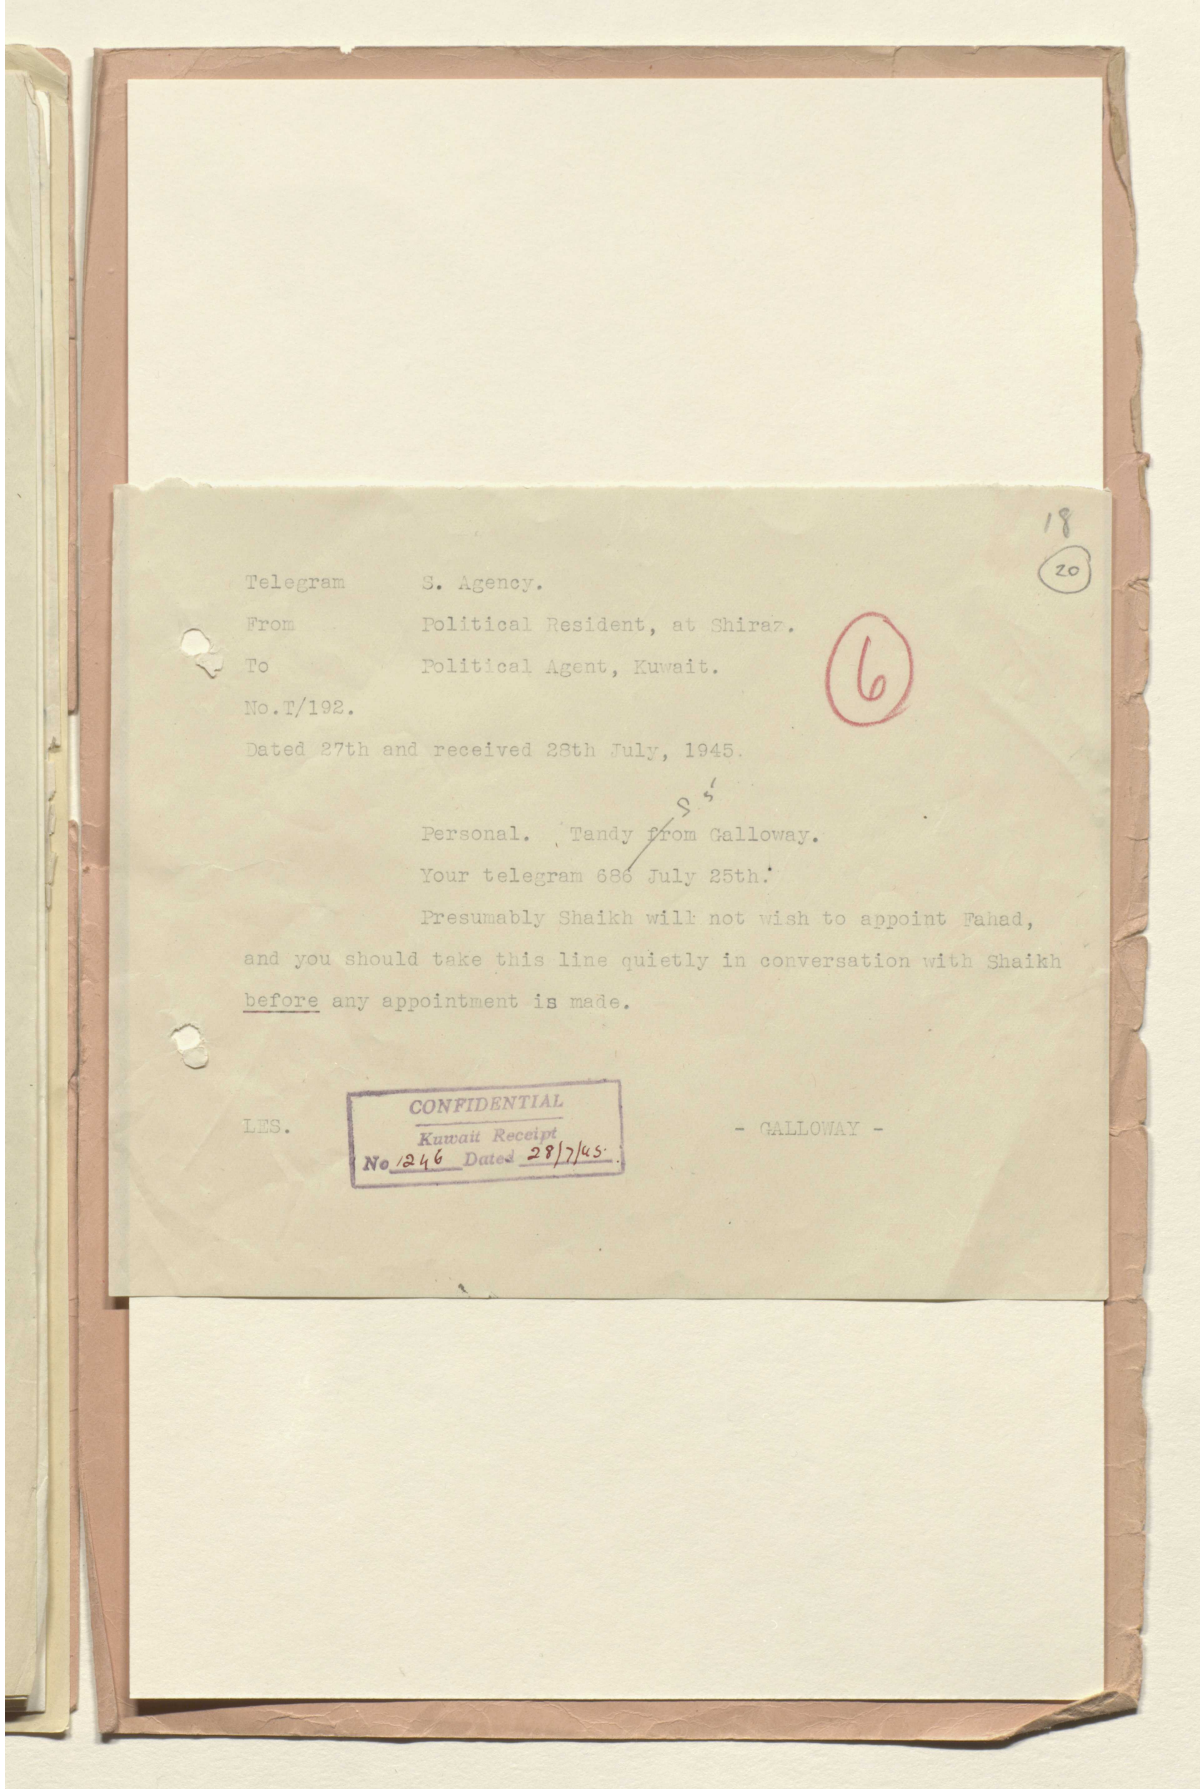 18
20
Telegram S. Agency.
From Political Resident, at Shiraz.
To Political Agent, Kuwait.
6
No.T/192.
Dated 27th and received 28th July, 1945.
Personal. Tandy from Galloway.
Your telegram 686 July 25th.
Presumably Shaikh will not wish to appoint Fahad,
and you should take this line quietly in conversation with Shaikh
before any appointment is made.
LES. - GALLOWAY -
CONFIDENTIAL
Kuwait Receipt
No 1246 Dated 28/7/45.